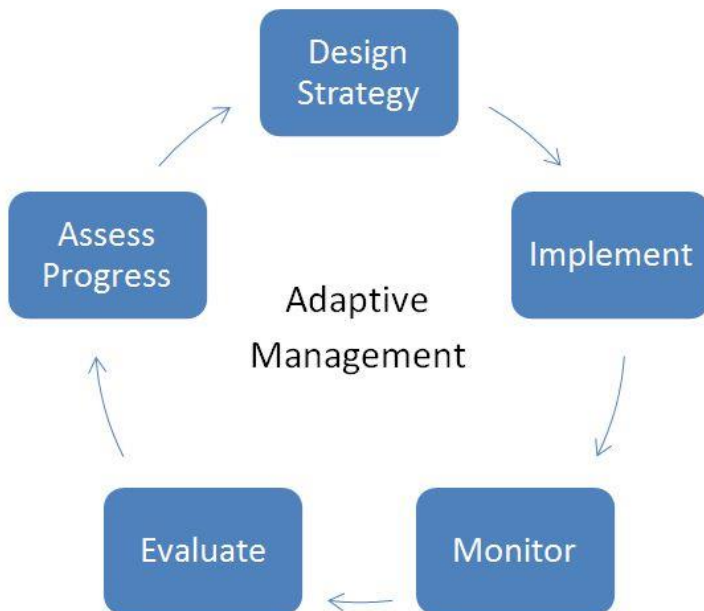 Design
Strategy
Implement
Monitor
Evaluate
Assess
Progress
Adaptive
Management